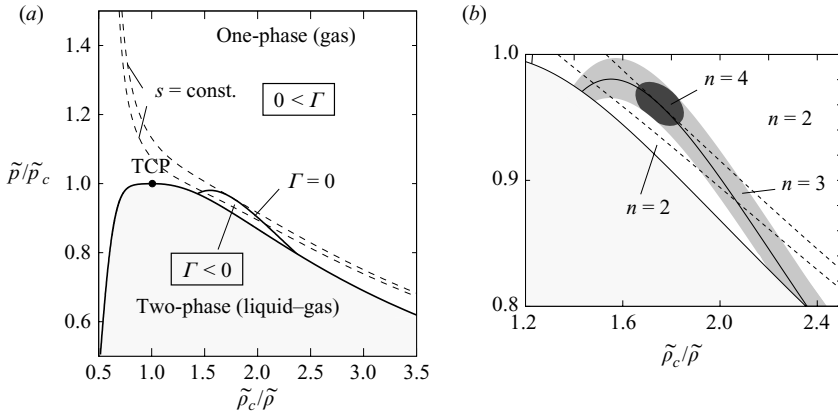 (a)
1.4
1.2
1.0
0.8
0.6
p̃/p̃c
One-phase (gas)
s = const.
0 < Γ
TCP
Γ = 0
Γ < 0
Two-phase (liquid–gas)
0.5 1.0 1.5 2.0 2.5 3.0 3.5
ρ̃c/ρ̃
(b)
1.0
0.9
0.8
n = 4
n = 2
n = 3
n = 2
1.2 1.6 2.0 2.4
ρ̃c/ρ̃